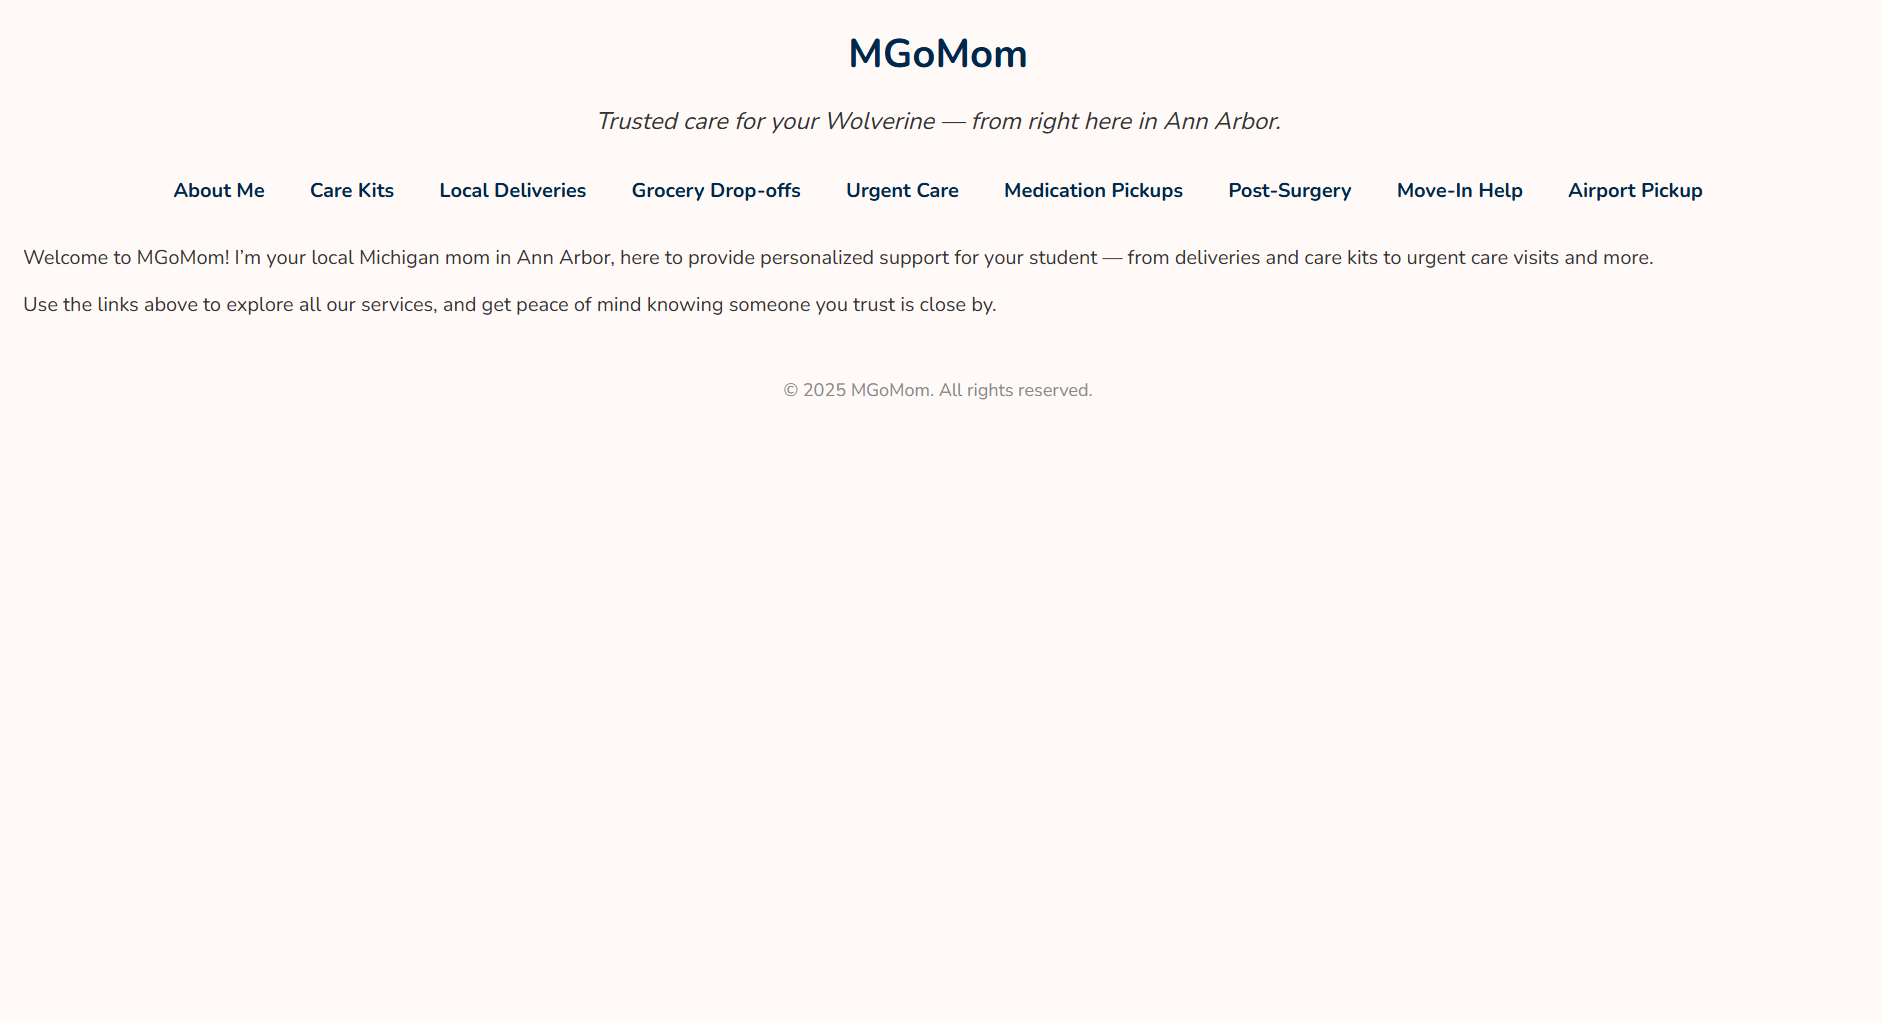 MGoMom
Trusted care for your Wolverine — from right here in Ann Arbor.
About Me Care Kits Local Deliveries Grocery Drop-offs Urgent Care Medication Pickups Post-Surgery Move-In Help Airport Pickup
Welcome to MGoMom! I’m your local Michigan mom in Ann Arbor, here to provide personalized support for your student — from deliveries and care kits to urgent care visits and more.
Use the links above to explore all our services, and get peace of mind knowing someone you trust is close by.
© 2025 MGoMom. All rights reserved.